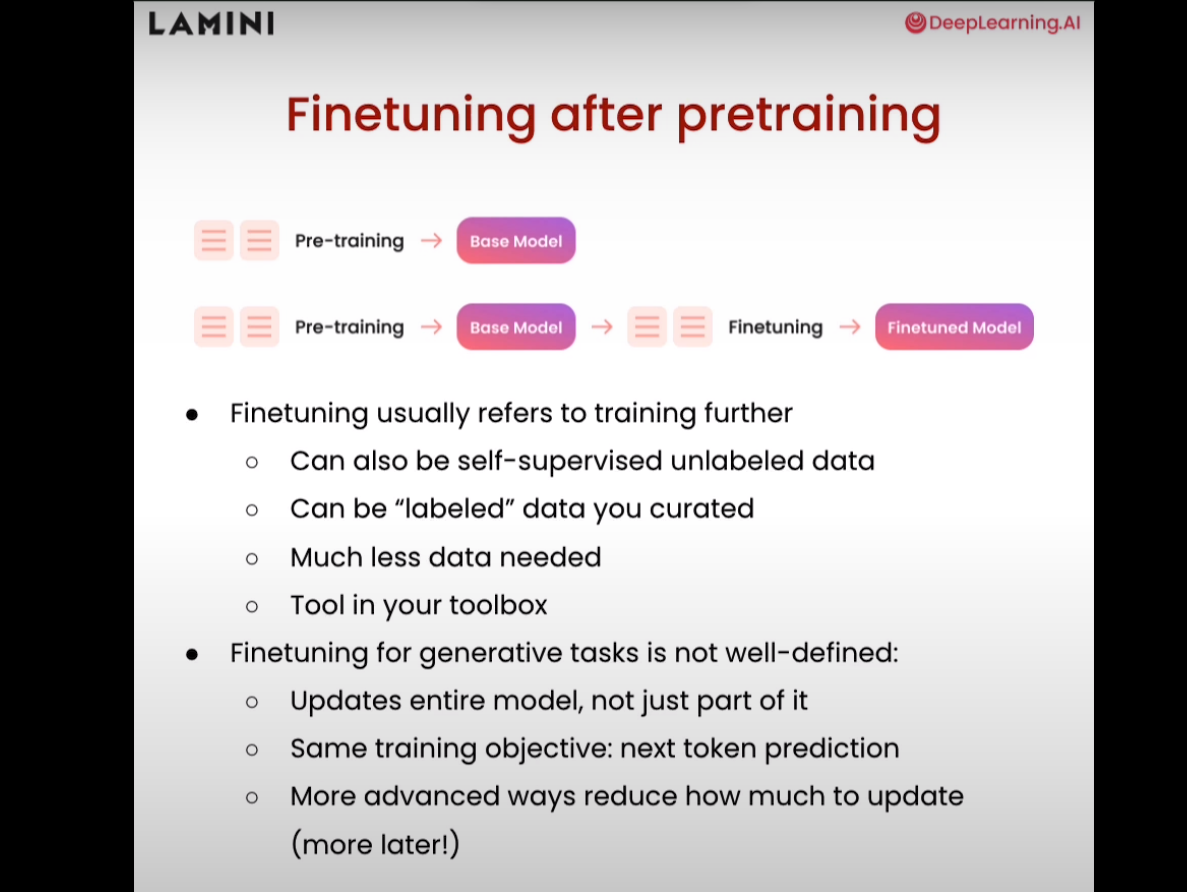 LAMINI
DeepLearning.AI
Finetuning after pretraining
Pre-training → Base Model
Pre-training → Base Model → Finetuning → Finetuned Model
● Finetuning usually refers to training further
○ Can also be self-supervised unlabeled data
○ Can be “labeled” data you curated
○ Much less data needed
○ Tool in your toolbox
● Finetuning for generative tasks is not well-defined:
○ Updates entire model, not just part of it
○ Same training objective: next token prediction
○ More advanced ways reduce how much to update
(more later!)